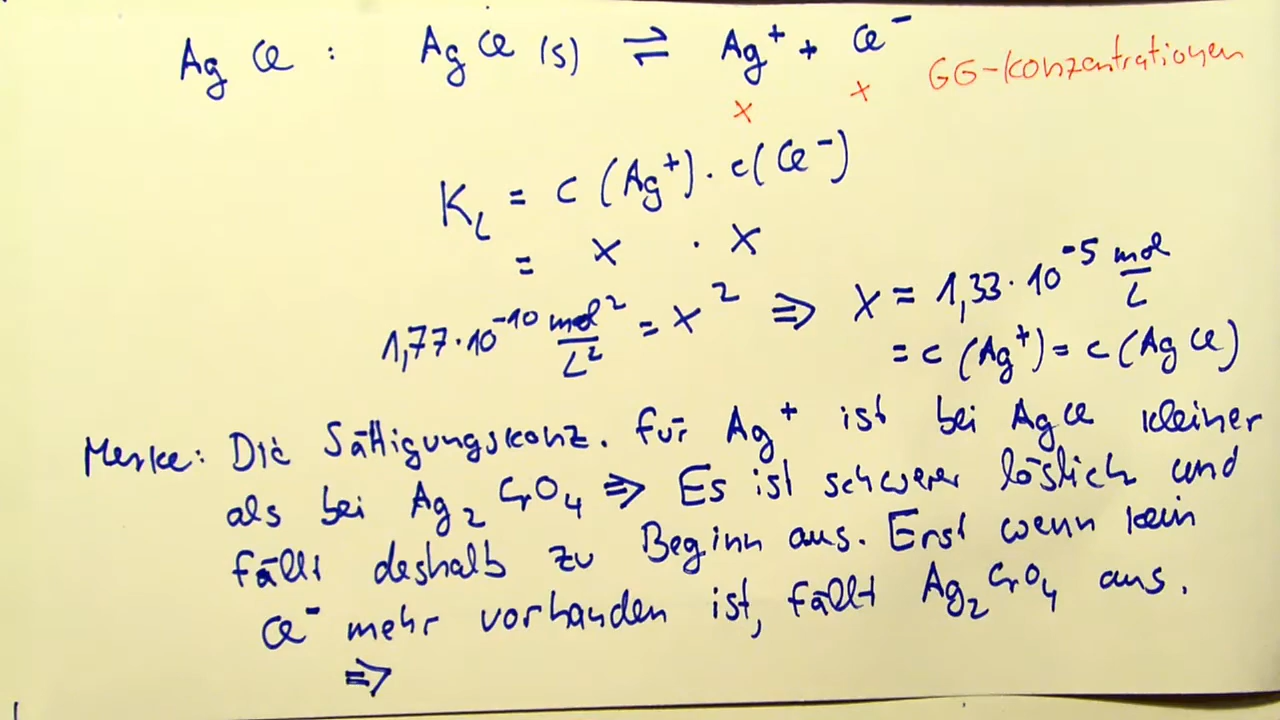 AgCl : AgCl (s) ⇌ Ag⁺ + Cl⁻
x x GG-Konzentrationen
K_L = c (Ag⁺) · c(Cl⁻)
= x · x
1,77·10⁻¹⁰ mol²/L² = x² ⇒ x = 1,33·10⁻⁵ mol/L
= c (Ag⁺) = c (AgCl)
Merke: Die Sättigungskonz. für Ag⁺ ist bei AgCl kleiner
als bei Ag₂CrO₄ ⇒ Es ist schwerer löslich und
fällt deshalb zu Beginn aus. Erst wenn kein
Cl⁻ mehr vorhanden ist, fällt Ag₂CrO₄ aus.
⇒